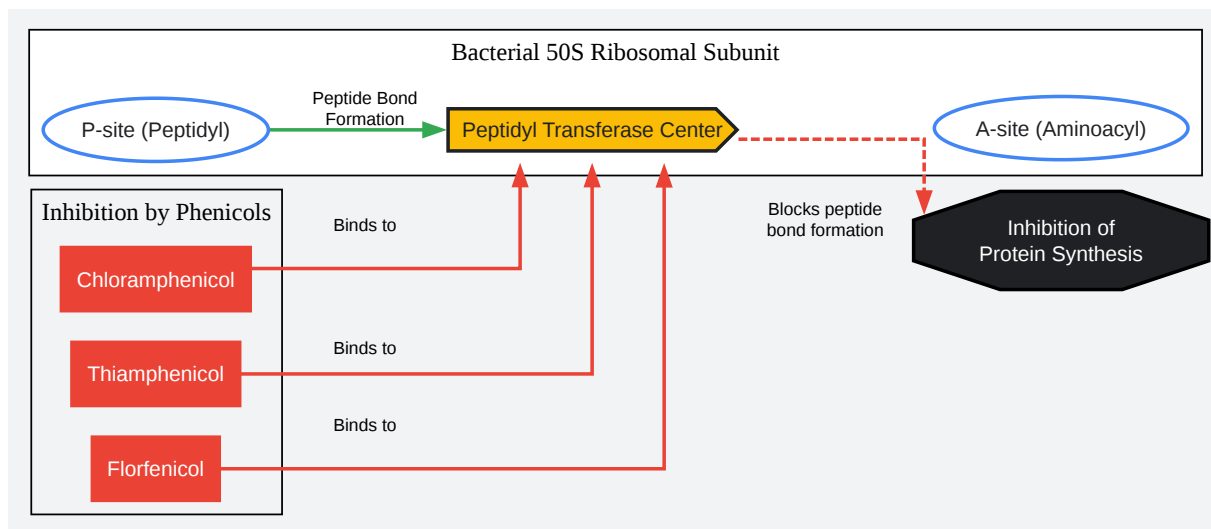 Bacterial 50S Ribosomal Subunit
P-site (Peptidyl)
Peptide Bond
Formation
Peptidyl Transferase Center
A-site (Aminoacyl)
Inhibition by Phenicols
Chloramphenicol
Binds to
Thiamphenicol
Binds to
Florfenicol
Binds to
Blocks peptide
bond formation
Inhibition of
Protein Synthesis